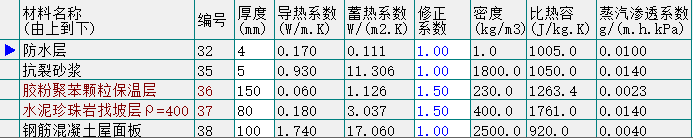 材料名称 编号 厚度 导热系数 蓄热系数 修正 密度 比热容 蒸汽渗透系数
(由上到下) (mm) (W/m.K) W/(m2.K) 系数 (kg/m3) (J/kg.K) g/(m.h.kPa)
防水层 32 4 0.170 0.111 1.00 1.0 1005.0 0.0100
抗裂砂浆 35 5 0.930 11.306 1.00 1800.0 1050.0 0.0140
胶粉聚苯颗粒保温层 36 150 0.060 1.126 1.50 230.0 1263.4 0.0023
水泥珍珠岩找坡层ρ=400 37 80 0.180 3.037 1.50 400.0 1761.0 0.0140
钢筋混凝土屋面板 38 100 1.740 17.060 1.00 2500.0 920.0 0.0040